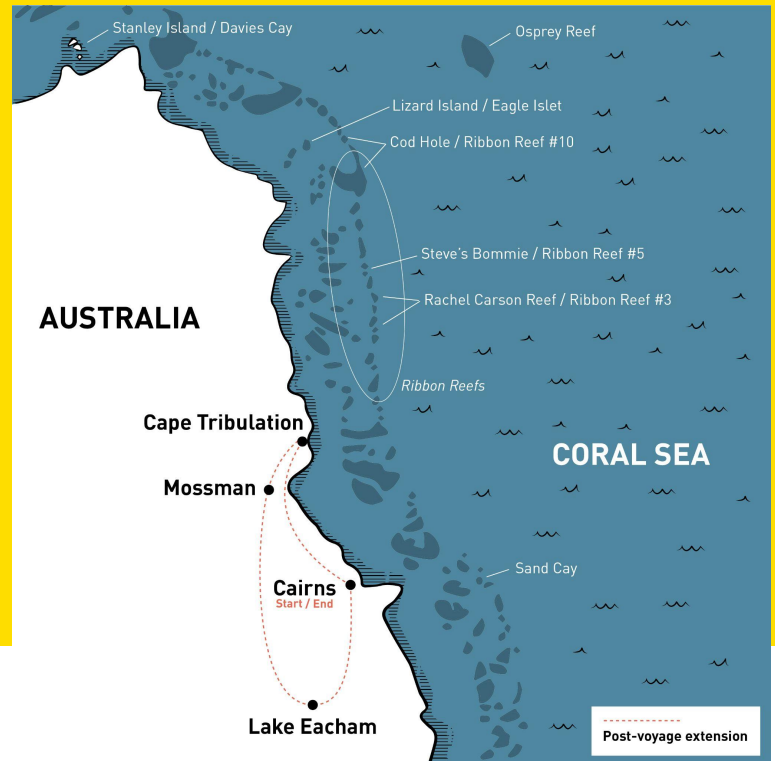 Stanley Island / Davies Cay
Osprey Reef
Lizard Island / Eagle Islet
Cod Hole / Ribbon Reef #10
Steve's Bommie / Ribbon Reef #5
Rachel Carson Reef / Ribbon Reef #3
AUSTRALIA
Ribbon Reefs
Cape Tribulation
CORAL SEA
Mossman
Sand Cay
Cairns
Start / End
Lake Eacham
Post-voyage extension